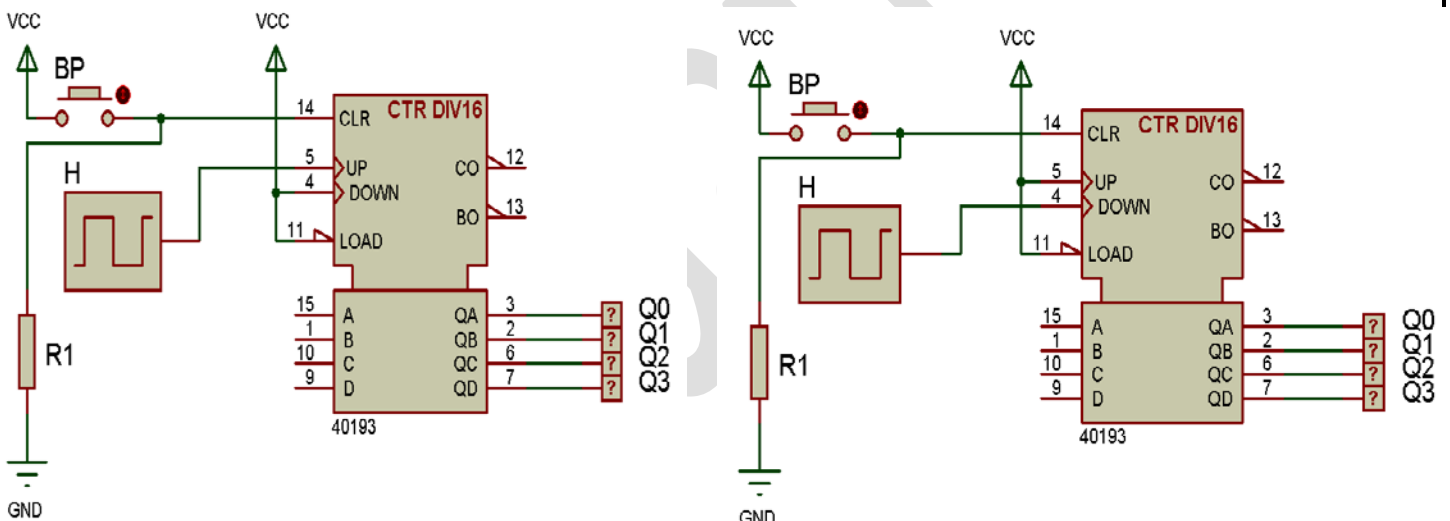 VCC
VCC
BP
14
CLR
CTR DIV16
H
5
UP
4
DOWN
CO
12
BO
13
11
LOAD
R1
15
A
1
B
10
C
9
D
QA
3
?
Q0
QB
2
?
Q1
QC
6
?
Q2
QD
7
?
Q3
40193
GND
VCC
VCC
BP
14
CLR
CTR DIV16
H
5
UP
4
DOWN
CO
12
BO
13
11
LOAD
R1
15
A
1
B
10
C
9
D
QA
3
?
Q0
QB
2
?
Q1
QC
6
?
Q2
QD
7
?
Q3
40193
GND